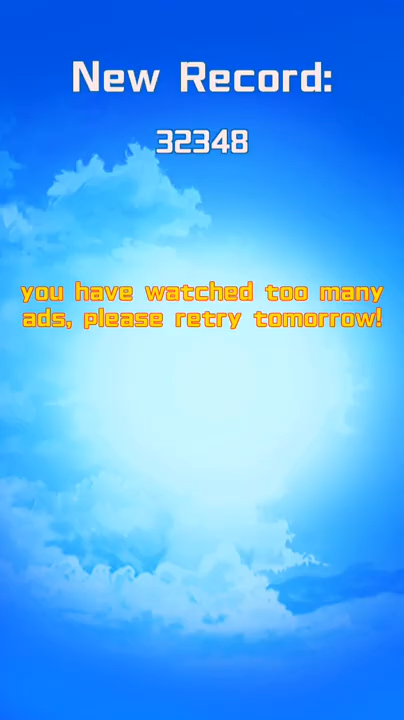 New Record:
32348
you have watched too many
ads, please retry tomorrow!